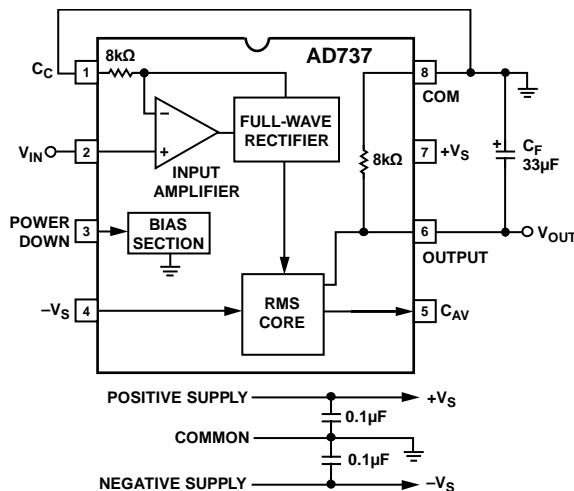 AD737
8kΩ
C_C 1
8
COM
FULL-WAVE
RECTIFIER
8kΩ
V_IN 2
INPUT
AMPLIFIER
7 +V_S
+ C_F
33µF
POWER
DOWN
3
BIAS
SECTION
6
OUTPUT
V_OUT
–V_S 4
RMS
CORE
5 C_AV
POSITIVE SUPPLY
+V_S
0.1µF
COMMON
0.1µF
NEGATIVE SUPPLY
–V_S